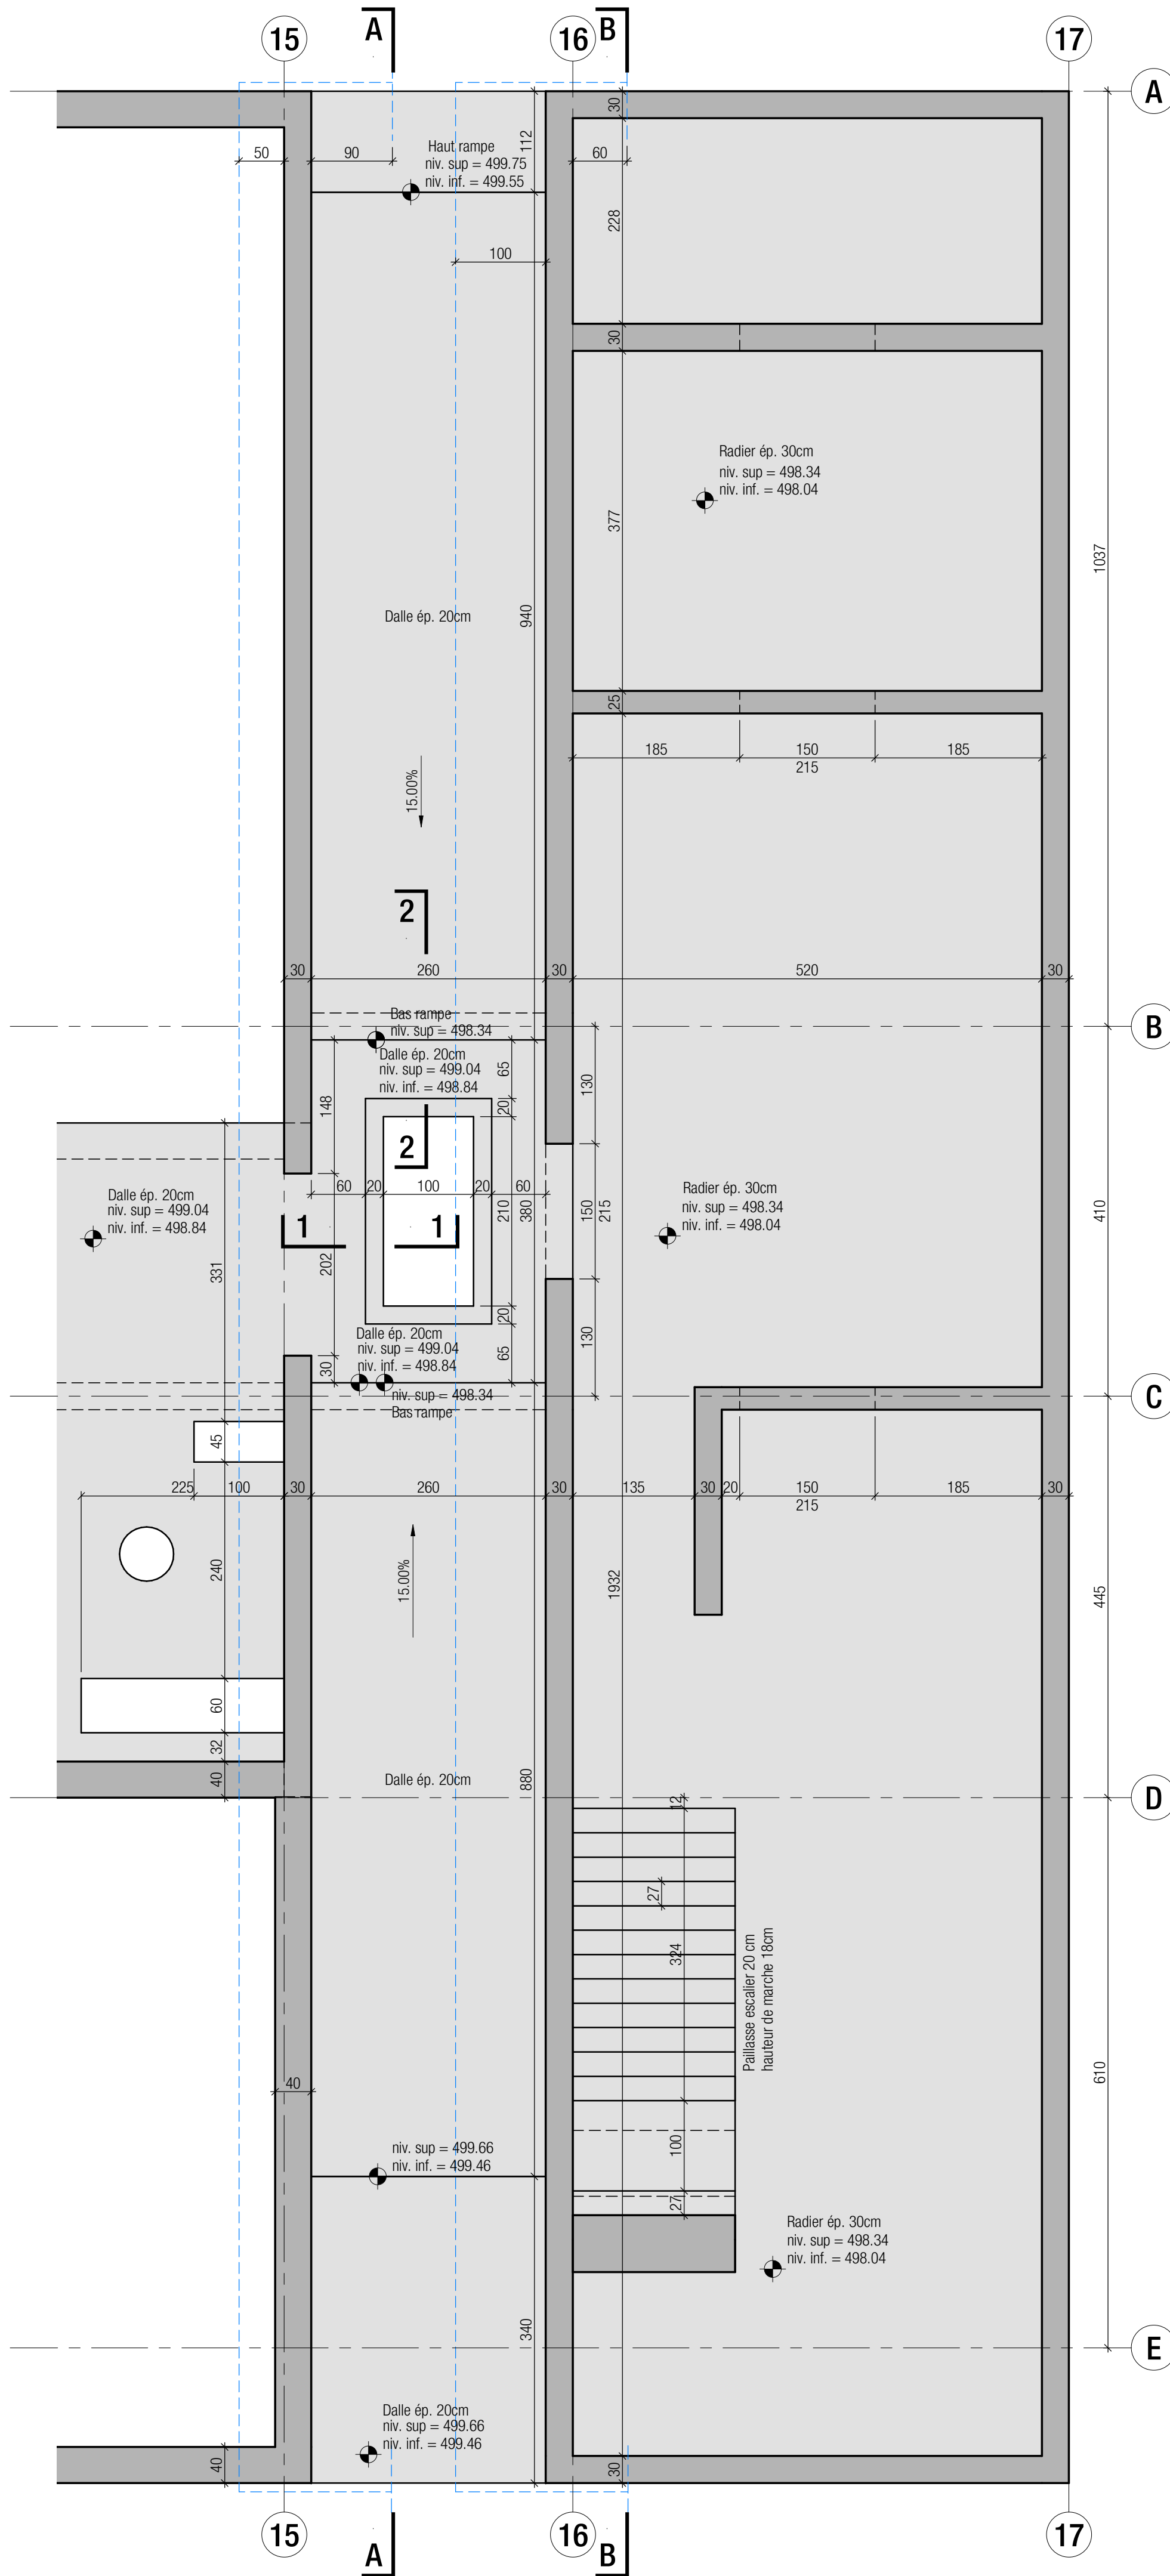 15
A
16
B
17
A
30
112
Haut rampe
50
90
niv. sup = 499.75
60
niv. inf. = 499.55
228
100
30
Radier ép. 30cm
niv. sup = 498.34
niv. inf. = 498.04
377
1037
Dalle ép. 20cm
940
25
185
150
185
215
15.00%
2
30
260
30
520
30
Bas rampe
niv. sup = 498.34
B
Dalle ép. 20cm
niv. sup = 499.04
niv. inf. = 498.84
65
130
148
20
2
60
20
100
20
60
Dalle ép. 20cm
niv. sup = 499.04
niv. inf. = 498.84
Radier ép. 30cm
niv. sup = 498.34
niv. inf. = 498.04
210
380
150
215
410
1
1
331
202
20
Dalle ép. 20cm
niv. sup = 499.04
niv. inf. = 498.84
65
130
30
niv. sup = 498.34
Bas rampe
C
45
225
100
30
260
30
135
30
20
150
185
30
215
240
15.00%
1932
445
60
32
40
Dalle ép. 20cm
880
12
D
27
324
Paillasse escalier 20 cm
hauteur de marche 18cm
40
610
niv. sup = 499.66
niv. inf. = 499.46
100
27
Radier ép. 30cm
niv. sup = 498.34
niv. inf. = 498.04
340
E
Dalle ép. 20cm
niv. sup = 499.66
niv. inf. = 499.46
40
30
15
A
16
B
17